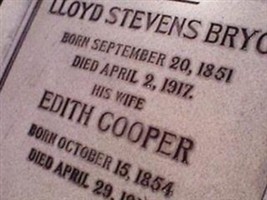 LLOYD STEVENS BRYC
BORN SEPTEMBER 20, 1851
DIED APRIL 2, 1917.
HIS WIFE
EDITH COOPER
BORN OCTOBER 15, 1854
DIED APRIL 29, 191